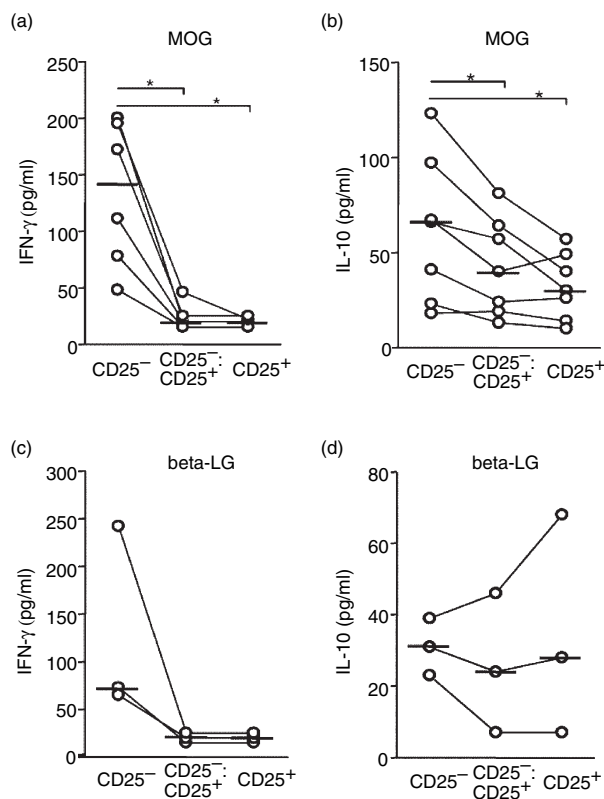 (a)
MOG
250
200
150
100
50
0
IFN-γ (pg/ml)
*
*
CD25⁻
CD25⁻:
CD25⁺
CD25⁺
(b)
MOG
150
100
50
0
IL-10 (pg/ml)
*
*
CD25⁻
CD25⁻:
CD25⁺
CD25⁺
(c)
beta-LG
300
250
200
150
100
50
0
IFN-γ (pg/ml)
CD25⁻
CD25⁻:
CD25⁺
CD25⁺
(d)
beta-LG
80
60
40
20
0
IL-10 (pg/ml)
CD25⁻
CD25⁻:
CD25⁺
CD25⁺